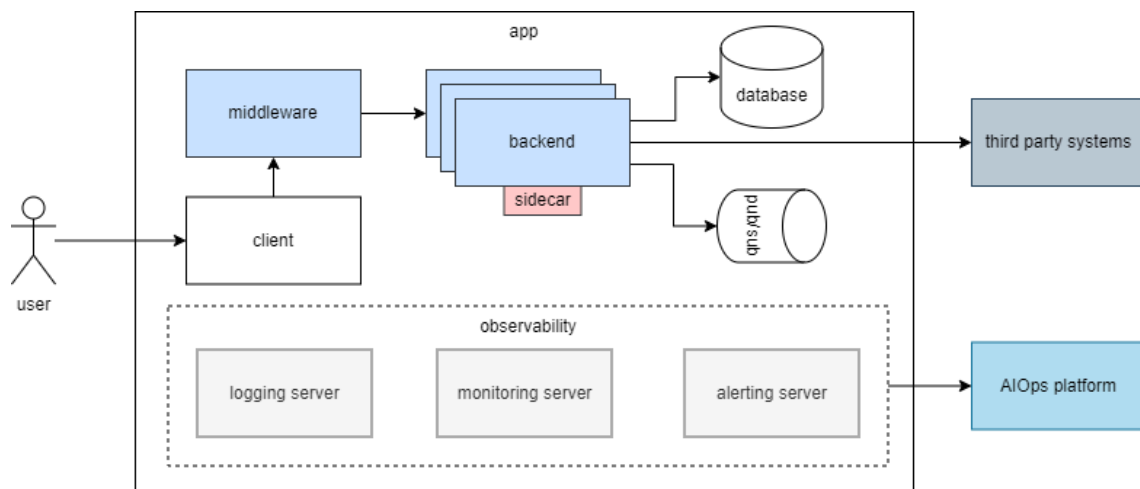 app
middleware
backend
sidecar
database
third party systems
client
pub/sub
user
observability
logging server
monitoring server
alerting server
AIOps platform